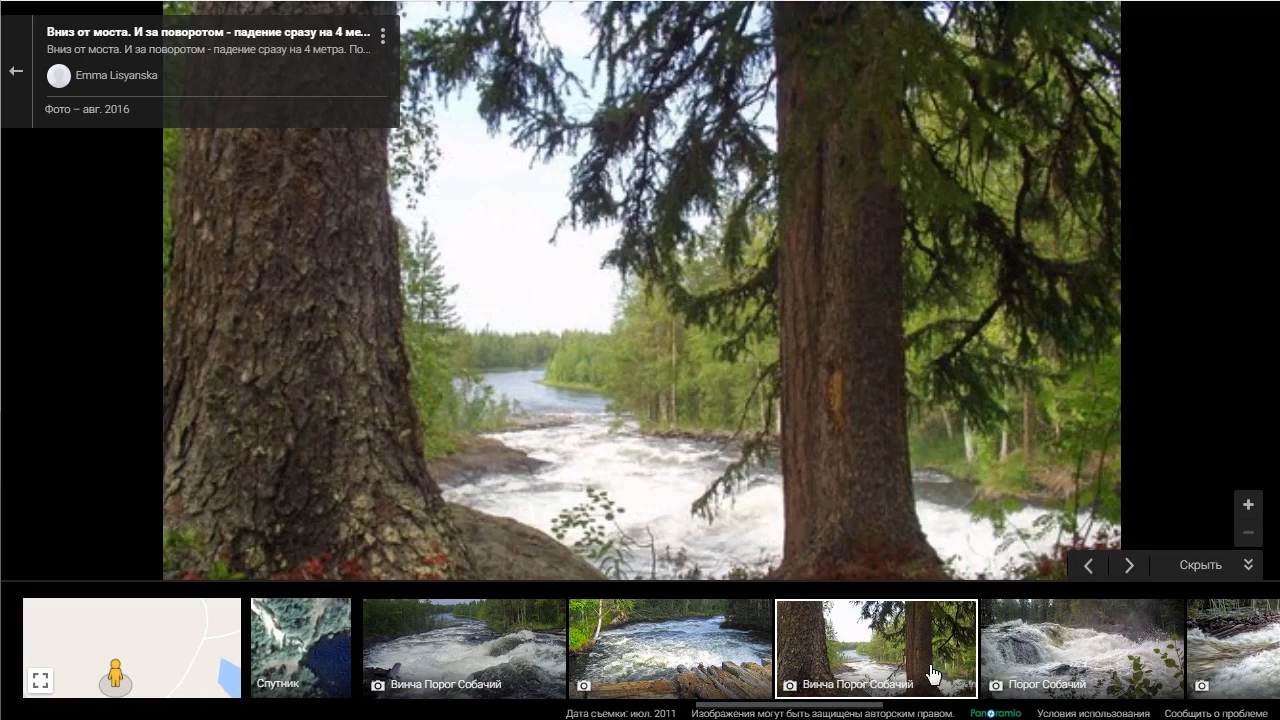 Вниз от моста. И за поворотом - падение сразу на 4 ме...
Вниз от моста. И за поворотом - падение сразу на 4 метра. По...
Emma Lisyanska
Фото – авг. 2016
Скрыть
Спутник
Винча Порог Собачий
Винча Порог Собачий
Порог Собачий
Дата съемки: июл. 2011 Изображения могут быть защищены авторским правом. Panoramio Условия использования Сообщить о проблеме